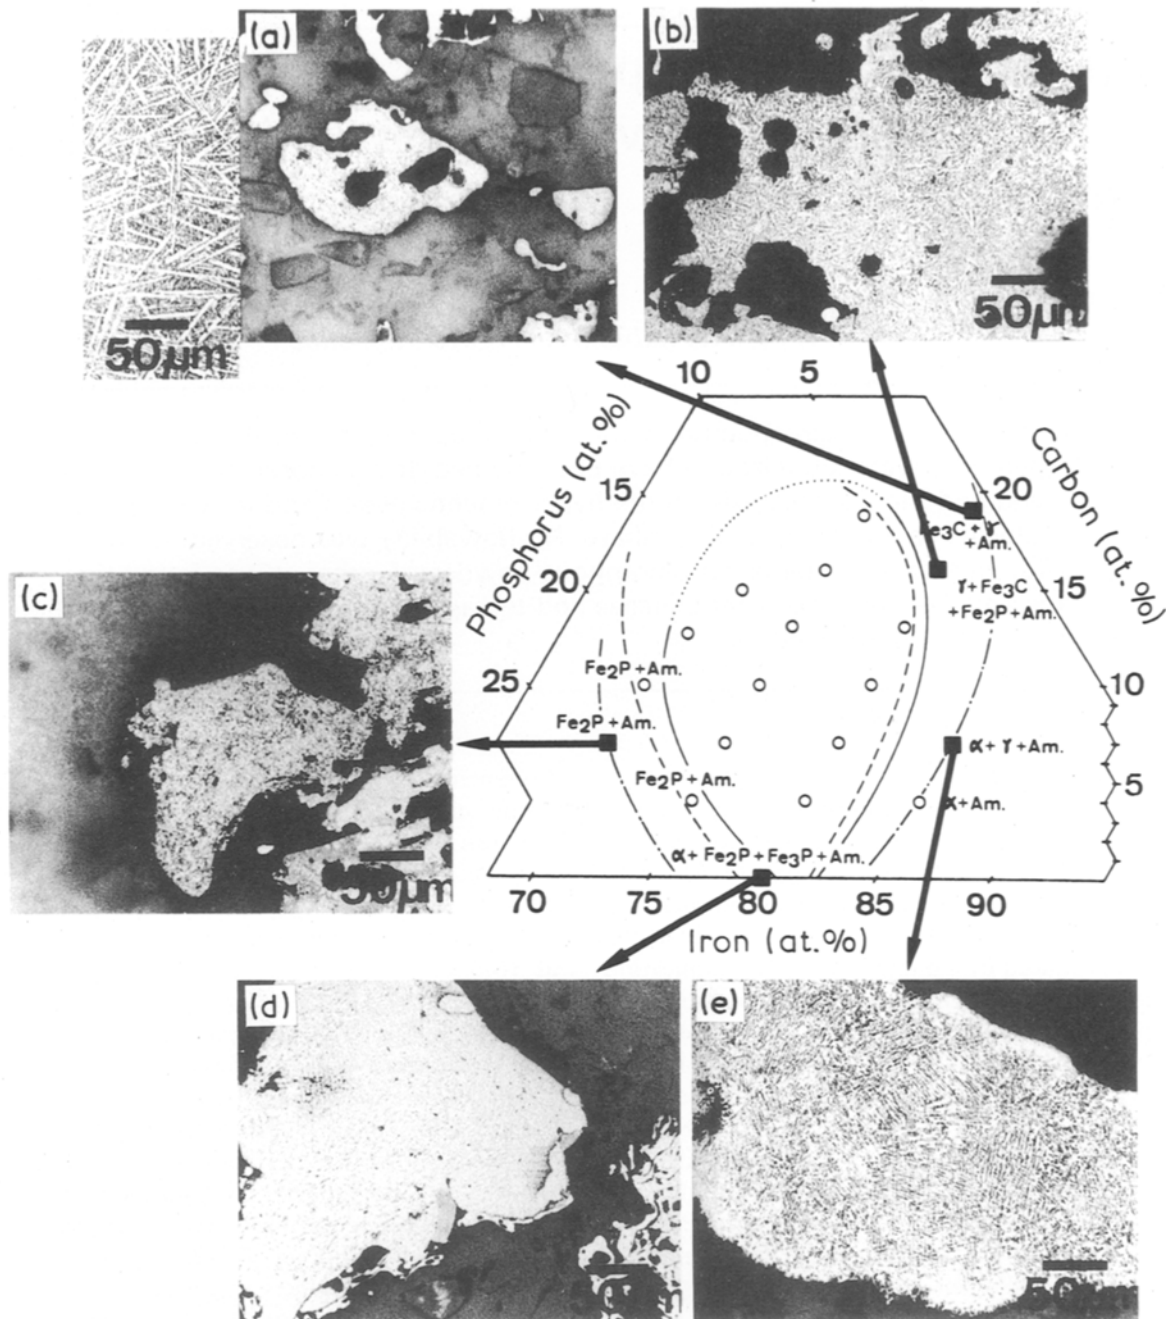 (a)
(b)
50µm
50µm
10 5
Phosphorus (at.%)
Carbon (at.%)
15
20
Fe3C + γ
+Am.
20
15
γ+Fe3C
+Fe2P+Am.
(c)
Fe2P+Am.
25
10
Fe2P+Am.
α+γ+Am.
Fe2P+Am.
5
α+Am.
α+Fe2P+Fe3P+Am.
50µm
70 75 80 85 90
Iron (at.%)
(d)
(e)
50µm